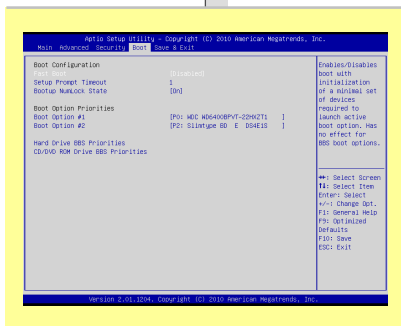 Aptio Setup Utility – Copyright (C) 2010 American Megatrends, Inc.
Main Advanced Security Boot Save & Exit
Boot Configuration
Fast Boot [Disabled]
Setup Prompt Timeout 1
Bootup NumLock State [On]
Boot Option Priorities
Boot Option #1 [P0: WDC WD6400BPVT-22HXZT1 ]
Boot Option #2 [P2: Slimtype BD E DS4E1S ]
Hard Drive BBS Priorities
CD/DVD ROM Drive BBS Priorities
Enables/Disables
boot with
initialization
of a minimal set
of devices
required to
launch active
boot option. Has
no effect for
BBS boot options.
↔: Select Screen
↑↓: Select Item
Enter: Select
+/-: Change Opt.
F1: General Help
F9: Optimized
Defaults
F10: Save
ESC: Exit
Version 2.01.1204. Copyright (C) 2010 American Megatrends, Inc.